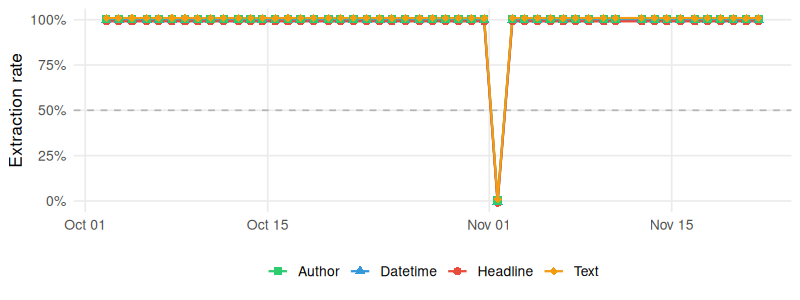 Extraction rate
100%
75%
50%
25%
0%
Oct 01 Oct 15 Nov 01 Nov 15
Author Datetime Headline Text